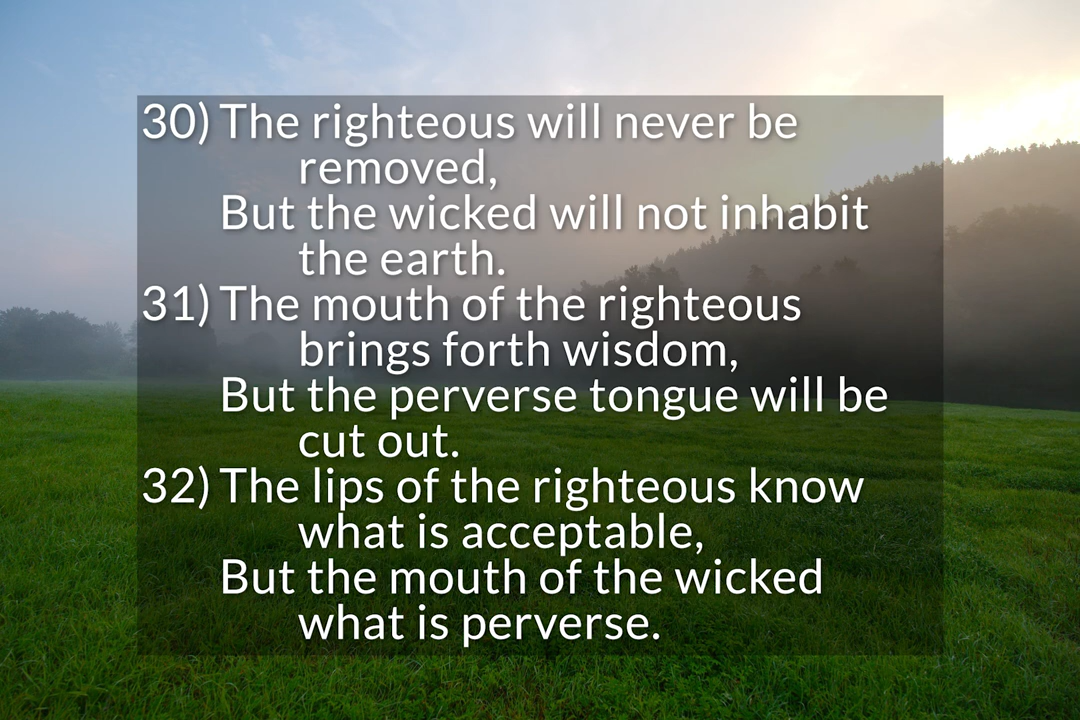 30) The righteous will never be
removed,
But the wicked will not inhabit
the earth.
31) The mouth of the righteous
brings forth wisdom,
But the perverse tongue will be
cut out.
32) The lips of the righteous know
what is acceptable,
But the mouth of the wicked
what is perverse.